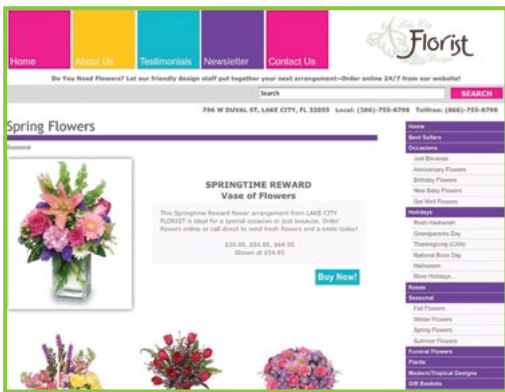 Home
About Us
Testimonials
Newsletter
Contact Us
Lake City
Florist
Designs
Do You Need Flowers? Let our friendly design staff put together your next arrangement~Order online 24/7 from our website!
Search
SEARCH
796 W DUVAL ST, LAKE CITY, FL 32055 Local: (386)-755-8798 Tollfree: (866)-755-8798
Spring Flowers
Seasonal
SPRINGTIME REWARD
Vase of Flowers
This Springtime Reward flower arrangement from LAKE CITY
FLORIST is ideal for a special occasion or just because. Order
flowers online or call direct to send fresh flowers and a smile today!
$39.95, $54.95, $69.95
Shown at $54.95
Buy Now!
Home
Best Sellers
Occasions
Just Because
Anniversary Flowers
Birthday Flowers
New Baby Flowers
Get Well Flowers
Holidays
Rosh Hashanah
Grandparents Day
Thanksgiving (CAN)
National Boss Day
Halloween
More Holidays...
Roses
Seasonal
Fall Flowers
Winter Flowers
Spring Flowers
Summer Flowers
Funeral Flowers
Plants
Modern/Tropical Designs
Gift Baskets